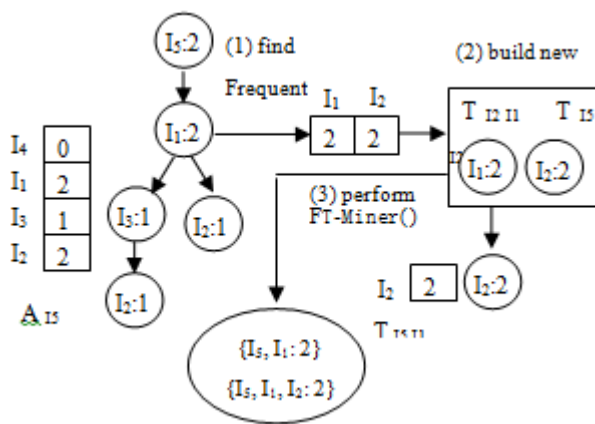 I5:2
(1) find
(2) build new
Frequent
I1 I2
T I2 I1
T I5
I1:2
2 2
I4 0
I1 2
I3 1
I2 2
I1:2
I2:2
I3:1
I2:1
(3) perform
FT-Miner()
I2:1
I2 2
I2:2
A I5
T I5 I1
{I5, I1: 2}
{I5, I1, I2: 2}